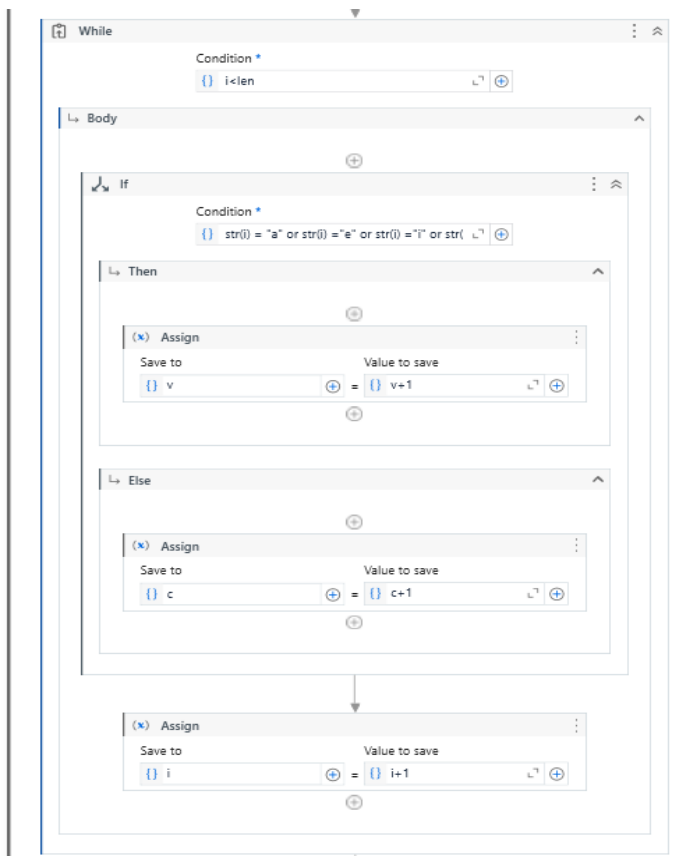 While
Condition *
{} i<len
Body
If
Condition *
{} str(i) = "a" or str(i) ="e" or str(i) ="i" or str(
Then
(x) Assign
Save to Value to save
{} v = {} v+1
Else
(x) Assign
Save to Value to save
{} c = {} c+1
(x) Assign
Save to Value to save
{} i = {} i+1